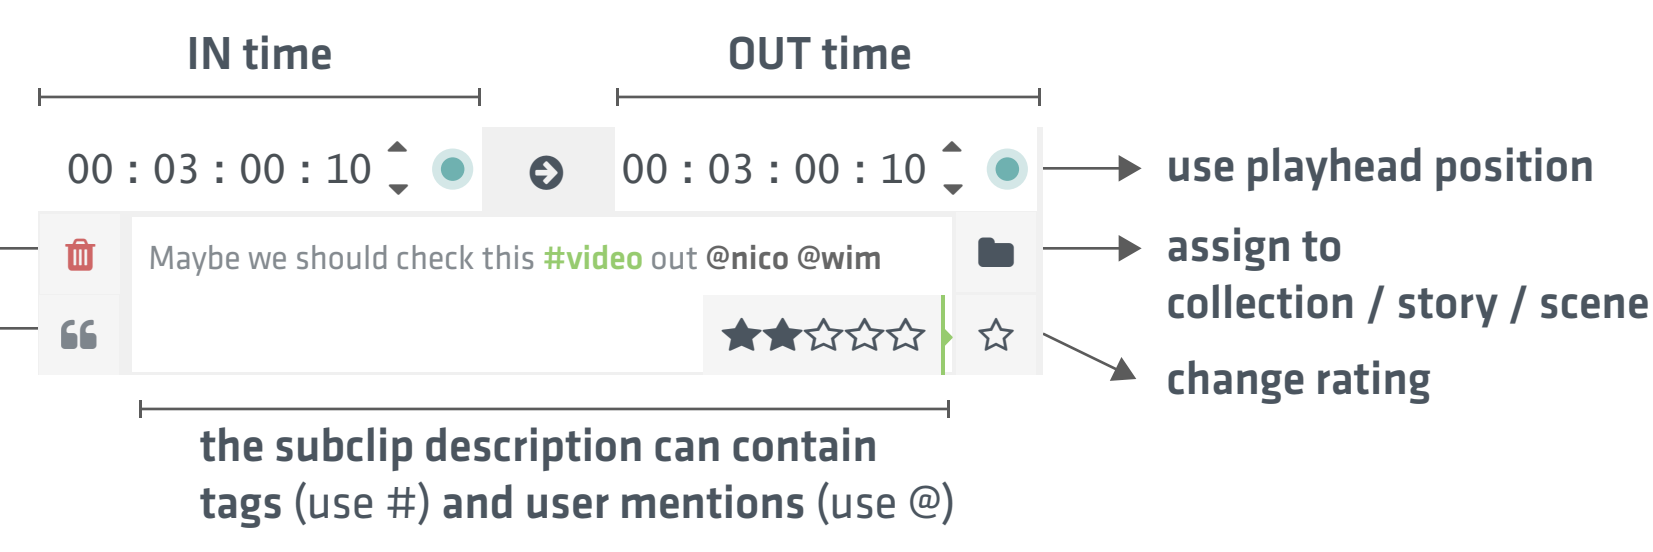 IN time
OUT time
00 : 03 : 00 : 10
00 : 03 : 00 : 10
use playhead position
Maybe we should check this #video out @nico @wim
assign to
collection / story / scene
change rating
the subclip description can contain
tags (use #) and user mentions (use @)